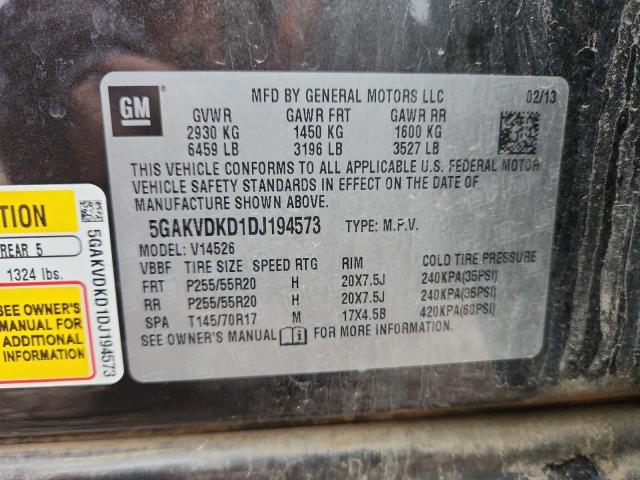 GM
MFD BY GENERAL MOTORS LLC 02/13
GVWR GAWR FRT GAWR RR
2930 KG 1450 KG 1600 KG
6459 LB 3196 LB 3527 LB
THIS VEHICLE CONFORMS TO ALL APPLICABLE U.S. FEDERAL MOTOR
VEHICLE SAFETY STANDARDS IN EFFECT ON THE DATE OF
MANUFACTURE SHOWN ABOVE.
5GAKVDKD1DJ194573 TYPE: M.P.V.
MODEL: V14526
VBBF TIRE SIZE SPEED RTG RIM COLD TIRE PRESSURE
FRT P255/55R20 H 20X7.5J 240KPA(35PSI)
RR P255/55R20 H 20X7.5J 240KPA(35PSI)
SPA T145/70R17 M 17X4.5B 420KPA(60PSI)
SEE OWNER'S MANUAL i FOR MORE INFORMATION.
TION
REAR 5
1324 lbs.
SEE OWNER'S
MANUAL FOR
ADDITIONAL
INFORMATION
5GAKVDKD1DJ194573